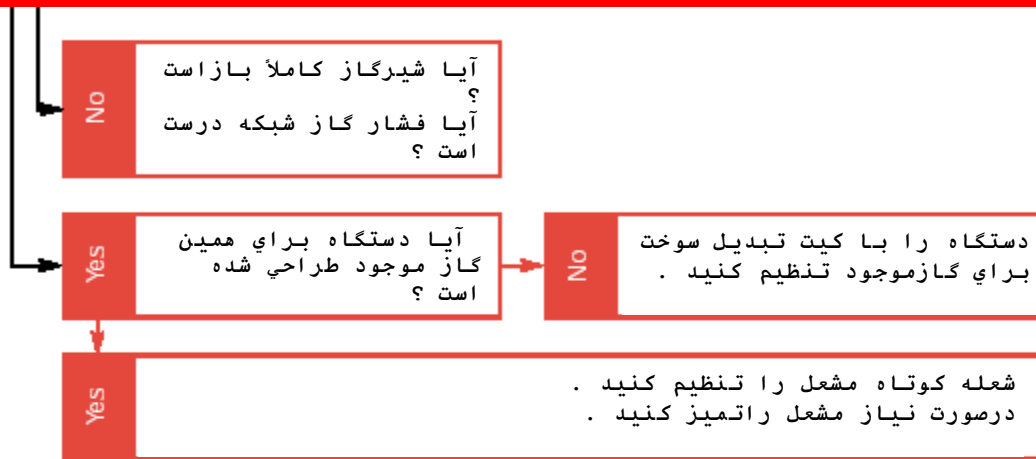 No
آيا شيرگاز کاملاً بازاست
؟
آيا فشار گاز شبکه درست
است ؟
Yes
آيا دستگاه براي همين
گاز موجود طراحي شده
است ؟
No
دستگاه را با کيت تبديل سوخت
براي گازموجود تنظيم کنيد .
Yes
شعله کوتاه مشعل را تنظيم کنيد .
درصورت نياز مشعل راتميز کنيد .